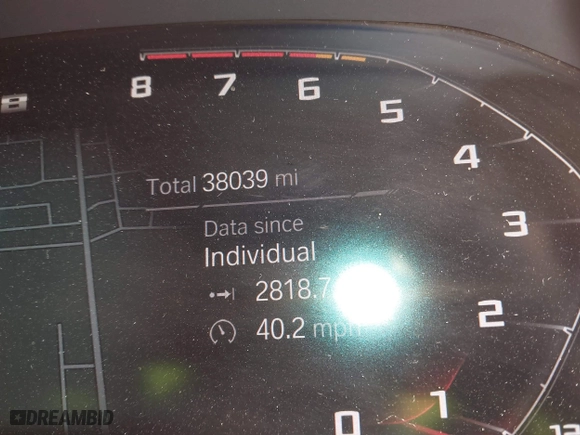 8
7
6
5
4
3
2
1
0
8
Total 38039 mi
Data since
Individual
2818.7
40.2 mph
DREAMBID